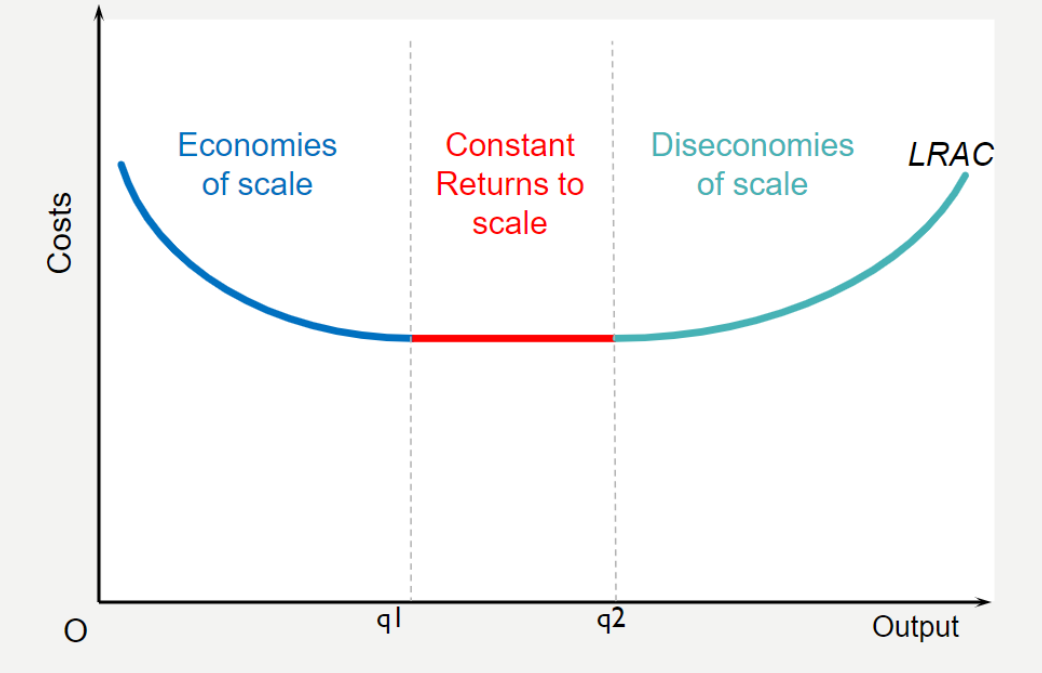 Economies
of scale
Constant
Returns to
scale
Diseconomies
of scale
LRAC
Costs
O
q1
q2
Output